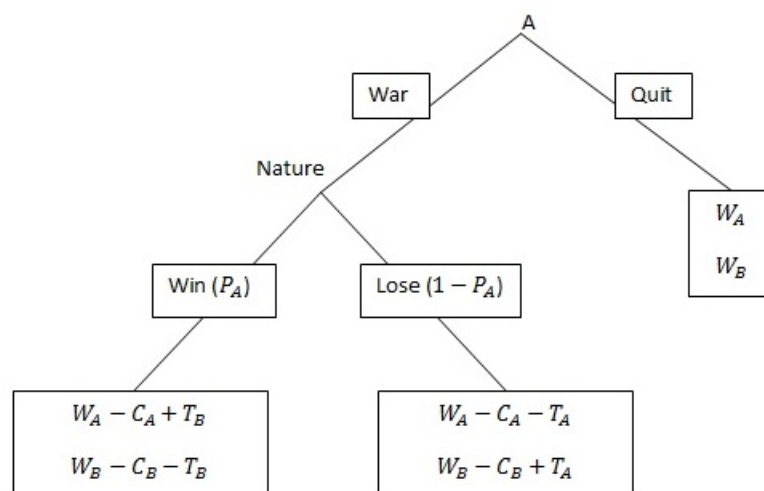 A
War
Quit
Nature
W_A
W_B
Win (P_A)
Lose (1 − P_A)
W_A − C_A + T_B
W_B − C_B − T_B
W_A − C_A − T_A
W_B − C_B + T_A